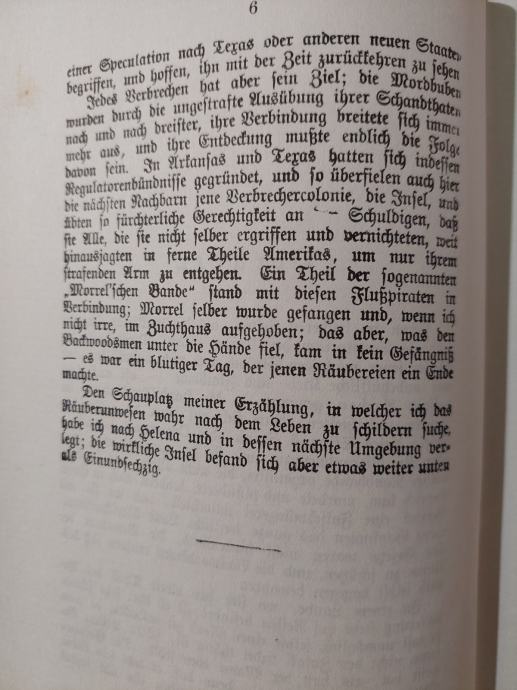 6
einer Speculation nach Texas oder anderen neuen Staaten
begriffen, und hoffen, ihn mit der Zeit zurückkehren zu sehen
Jedes Verbrechen hat aber sein Ziel; die Mordbuben
wurden durch die ungestrafte Ausübung ihrer Schandthaten
nach und nach dreister, ihre Verbindung breitete sich immer
mehr aus, und ihre Entdeckung mußte endlich die Folge
davon sein. In Arkansas und Texas hatten sich indessen
Regulatorenbündnisse gegründet, und so überfielen auch hier
die nächsten Nachbarn jene Verbrechercolonie, die Insel, und
übten so fürchterliche Gerechtigkeit an – Schuldigen, daß
sie Alle, die sie nicht selber ergriffen und vernichteten, weit
hinausjagten in ferne Theile Amerikas, um nur ihrem
strafenden Arm zu entgehen. Ein Theil der sogenannten
„Morrel'schen Bande“ stand mit diesen Flußpiraten in
Verbindung; Morrel selber wurde gefangen und, wenn ich
nicht irre, im Zuchthaus aufgehoben; das aber, was den
Backwoodsmen unter die Hände fiel, kam in kein Gefängniß
— es war ein blutiger Tag, der jenen Räubereien ein Ende
machte.
Den Schauplatz meiner Erzählung, in welcher ich das
Räuberunwesen wahr nach dem Leben zu schildern suche,
habe ich nach Helena und in dessen nächste Umgebung ver-
legt; die wirkliche Insel befand sich aber etwas weiter unten
als Einundsechzig.